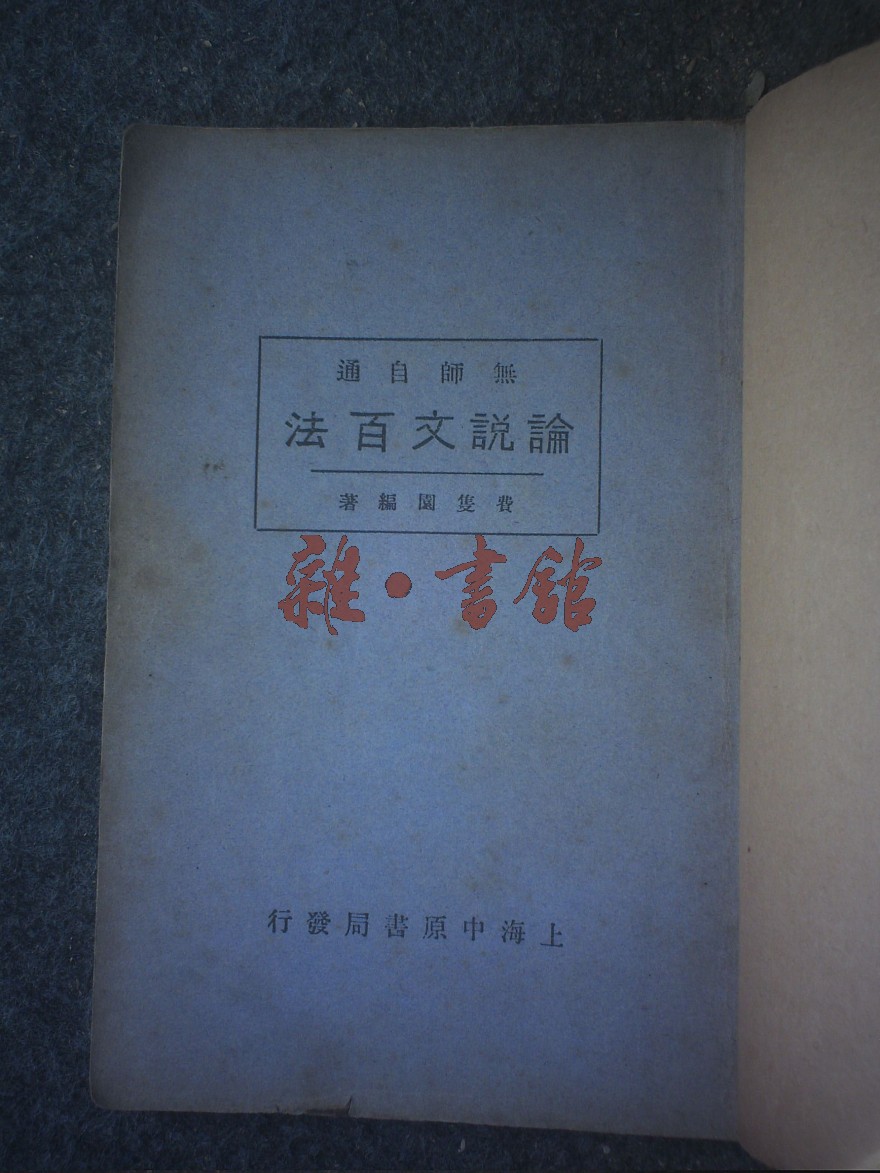 無師自通
論説文百法
費隻園編著
雜·書館
上海中原書局發行